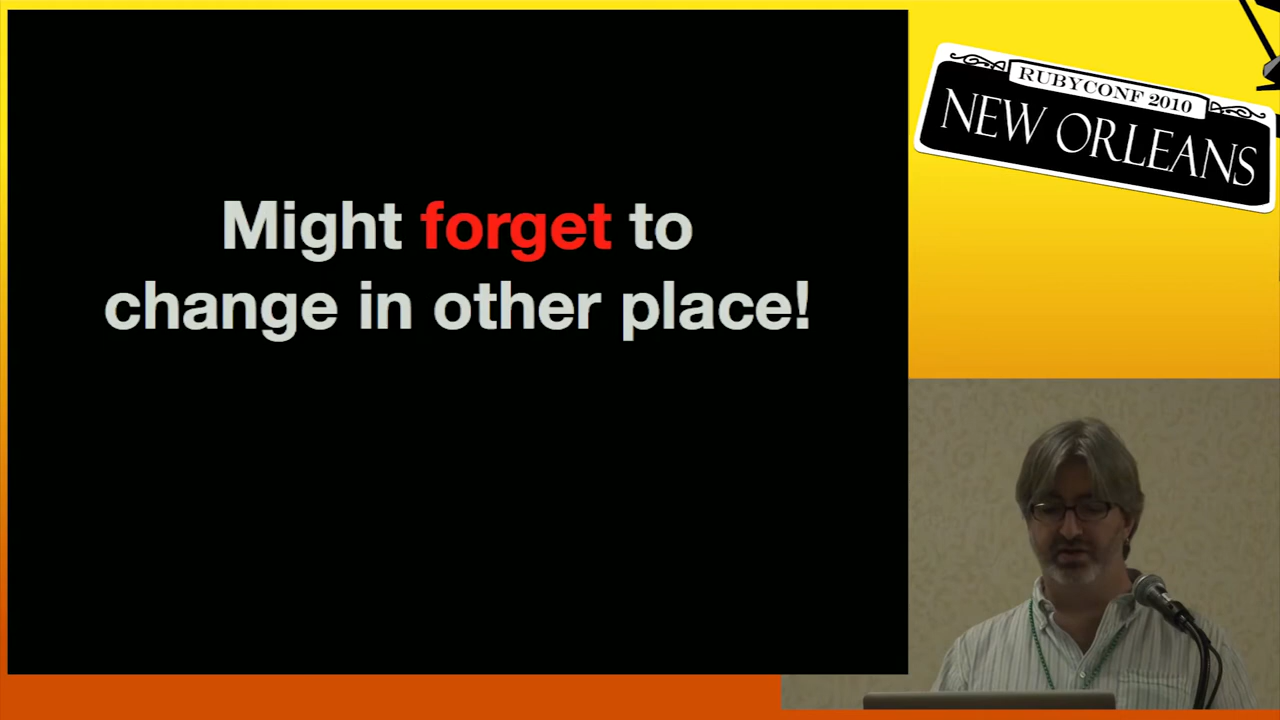 Might forget to
change in other place!
RUBYCONF 2010
NEW ORLEANS